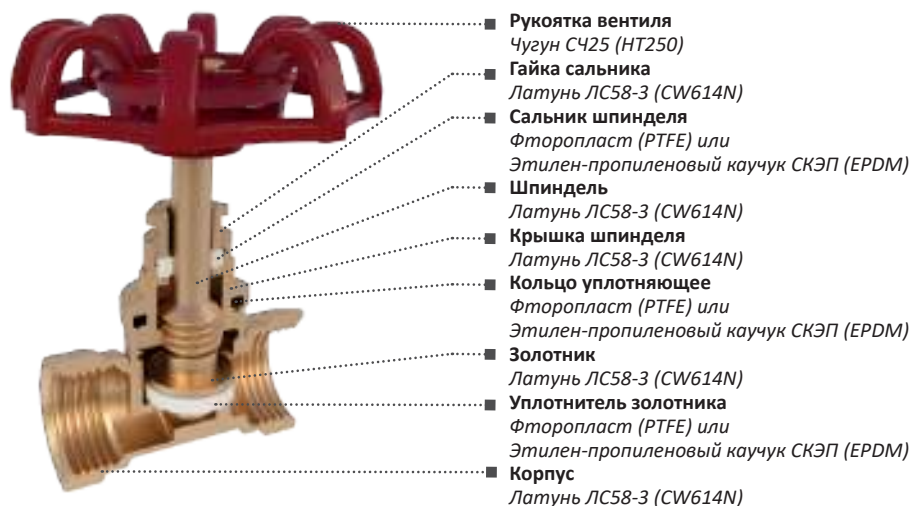 Рукоятка вентиля
Чугун СЧ25 (HT250)
Гайка сальника
Латунь ЛС58-3 (CW614N)
Сальник шпинделя
Фторопласт (PTFE) или
Этилен-пропиленовый каучук СКЭП (EPDM)
Шпиндель
Латунь ЛС58-3 (CW614N)
Крышка шпинделя
Латунь ЛС58-3 (CW614N)
Кольцо уплотняющее
Фторопласт (PTFE) или
Этилен-пропиленовый каучук СКЭП (EPDM)
Золотник
Латунь ЛС58-3 (CW614N)
Уплотнитель золотника
Фторопласт (PTFE) или
Этилен-пропиленовый каучук СКЭП (EPDM)
Корпус
Латунь ЛС58-3 (CW614N)